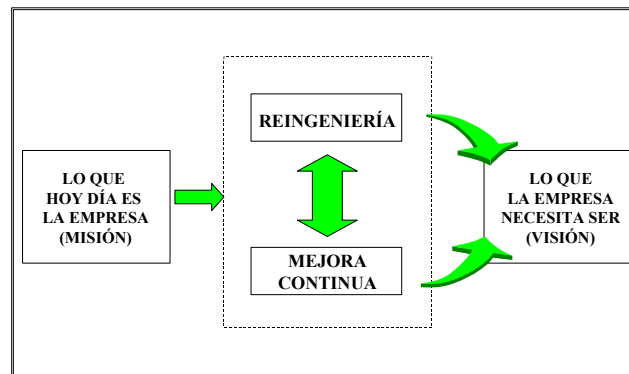 LO QUE
HOY DÍA ES
LA EMPRESA
(MISIÓN)
REINGENIERÍA
MEJORA
CONTINUA
LO QUE
LA EMPRESA
NECESITA SER
(VISIÓN)